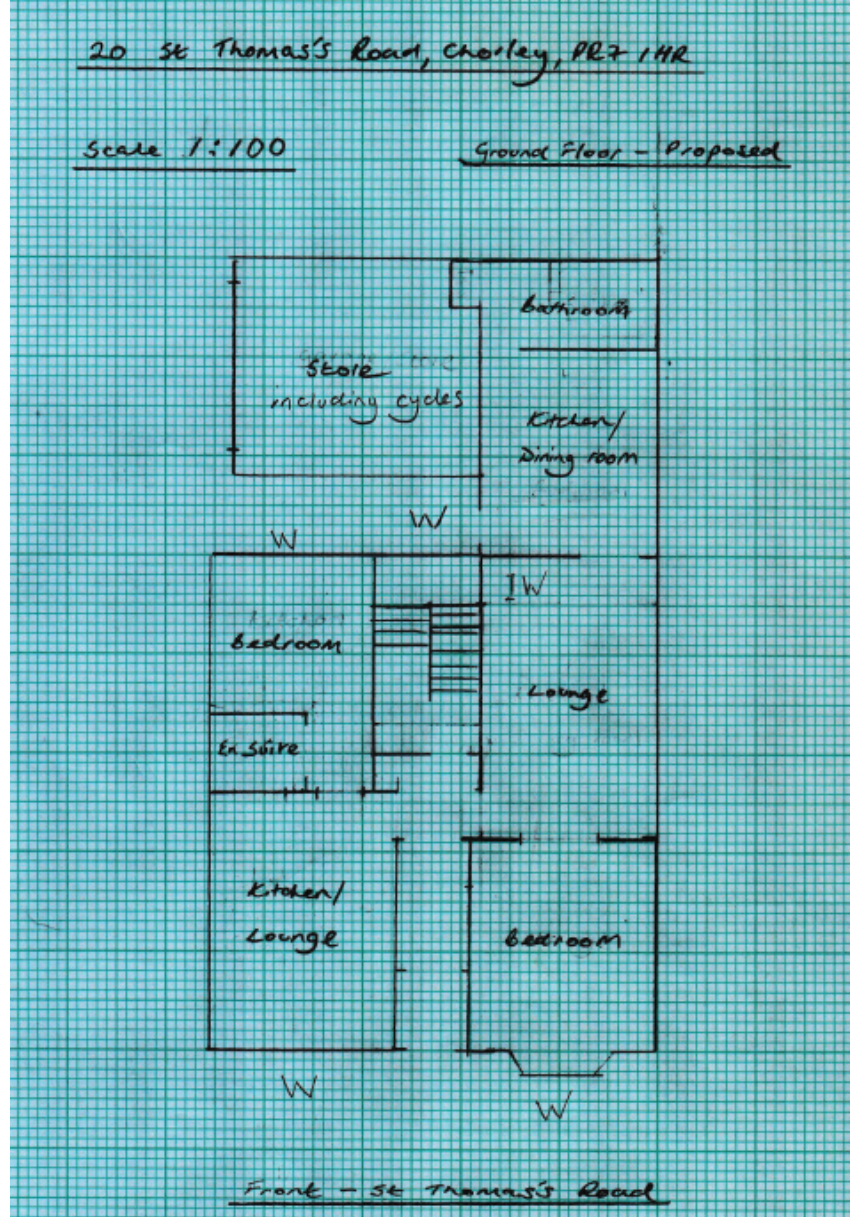 20 St Thomas's Road, Chorley, PR7 1HR
Scale 1:100
Ground Floor - Proposed
Bathroom
Store
including cycles
Kitchen/
Dining room
W
W
I W
Bedroom
Lounge
En Suite
Kitchen/
Lounge
Bedroom
W
W
Front - St Thomas's Road